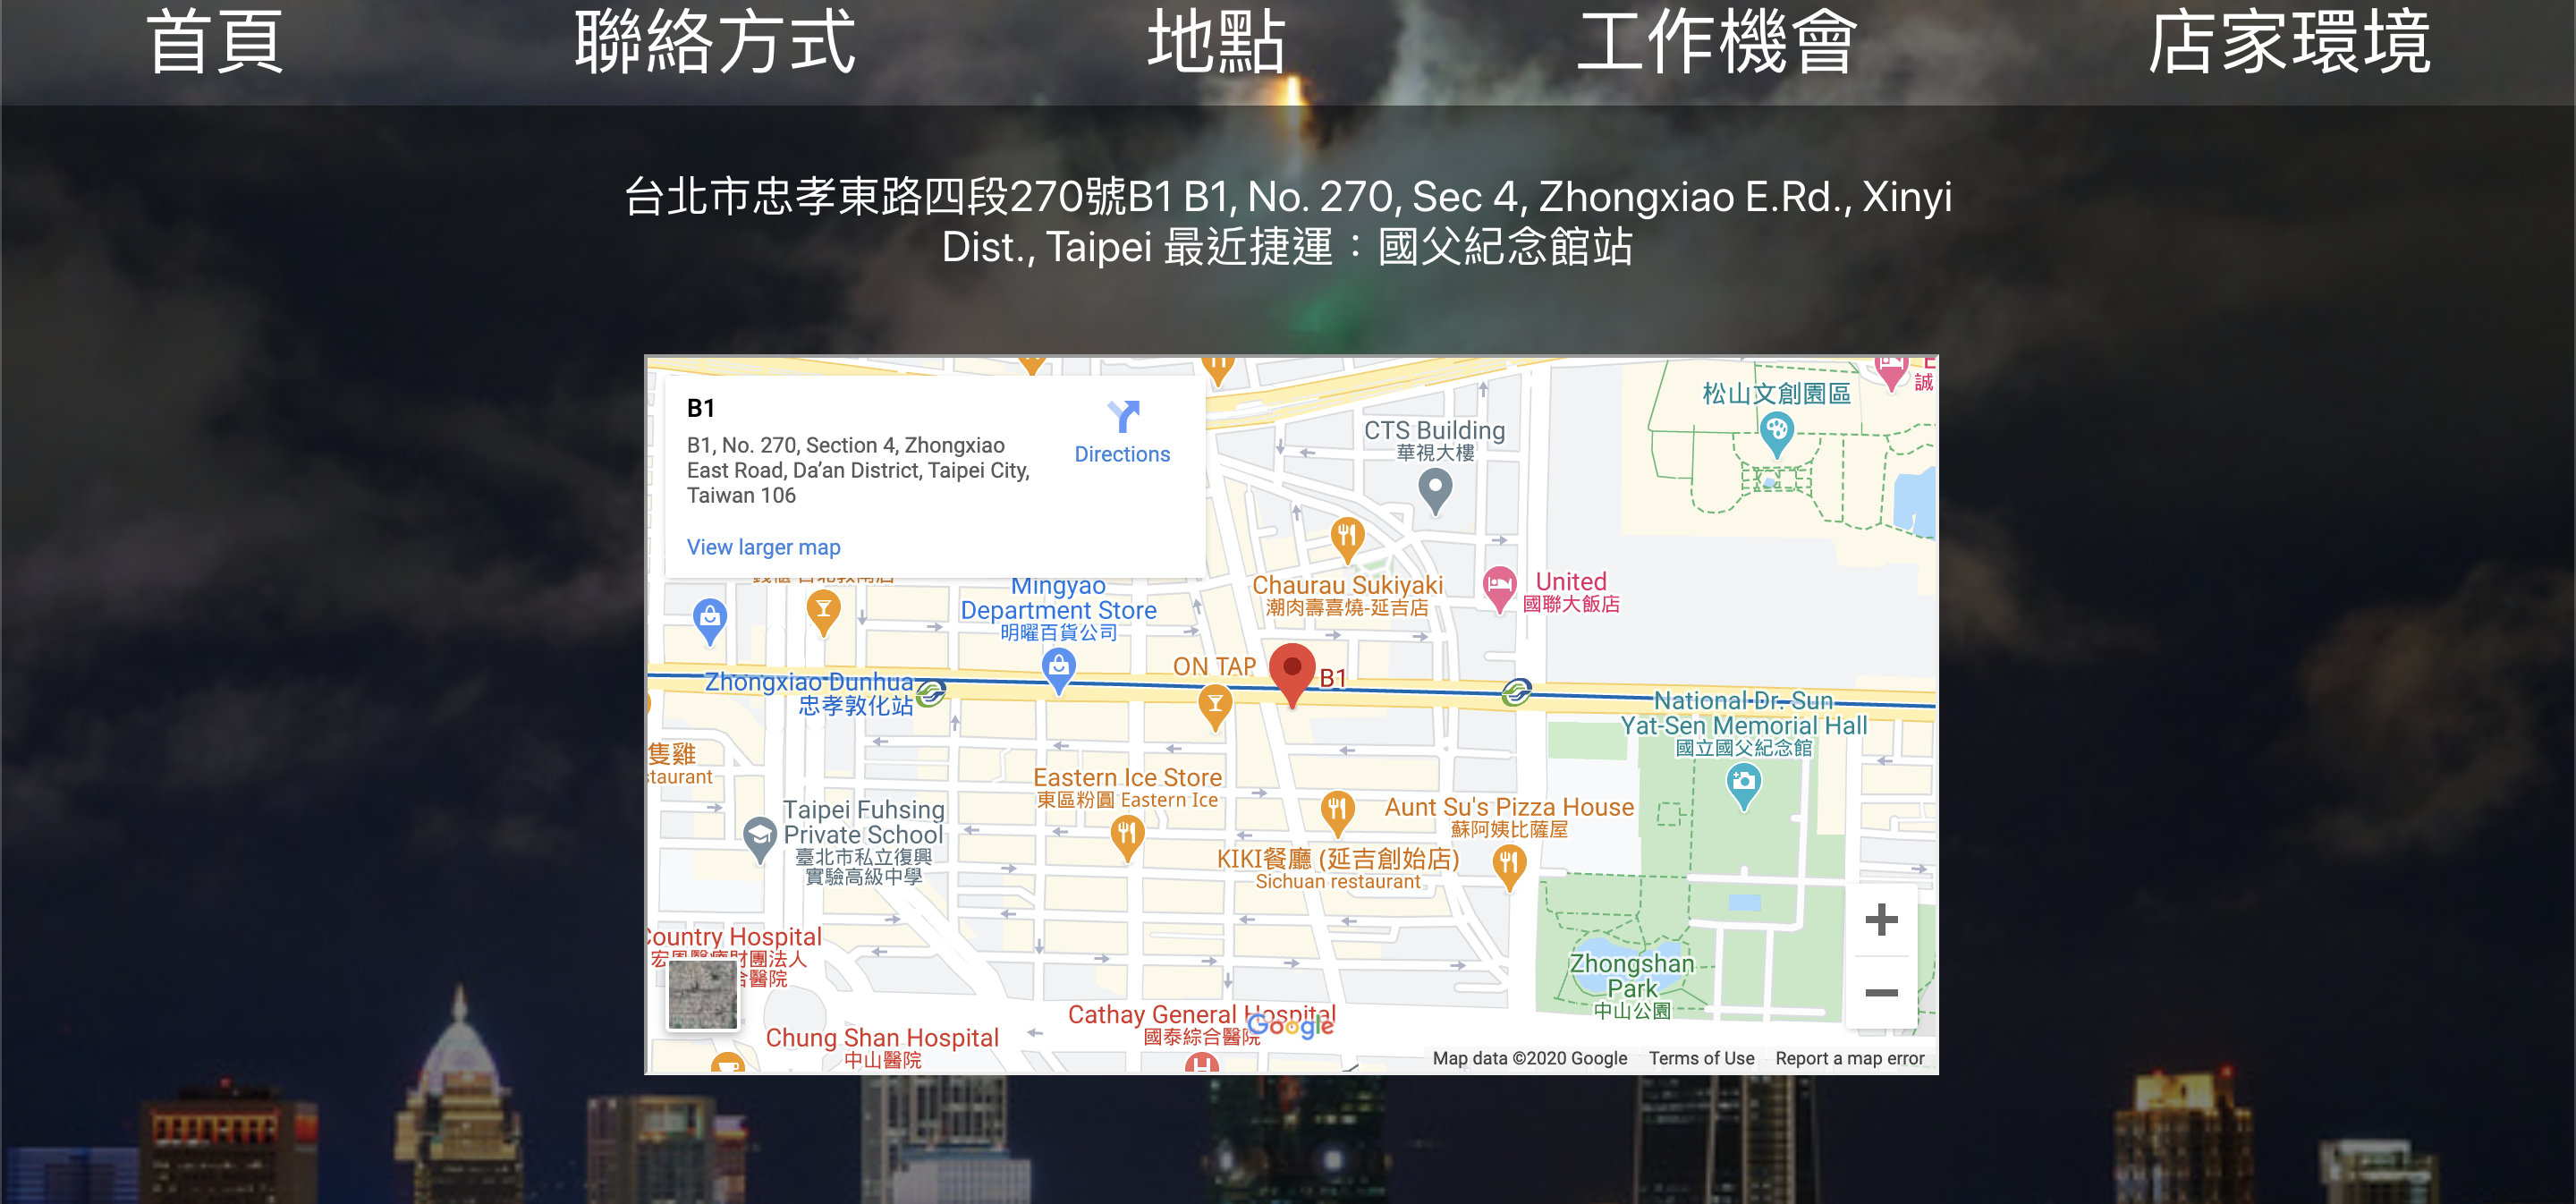 首頁
聯絡方式
地點
工作機會
店家環境
台北市忠孝東路四段270號B1 B1, No. 270, Sec 4, Zhongxiao E.Rd., Xinyi
Dist., Taipei 最近捷運：國父紀念館站
B1
B1, No. 270, Section 4, Zhongxiao
East Road, Da’an District, Taipei City,
Taiwan 106
Directions
View larger map
松山文創園區
誠
CTS Building
華視大樓
Mingyao
Department Store
明曜百貨公司
Chaurau Sukiyaki
潮肉壽喜燒-延吉店
United
國聯大飯店
Zhongxiao Dunhua
忠孝敦化站
ON TAP
B1
National Dr. Sun
Yat-Sen Memorial Hall
國立國父紀念館
隻雞
staurant
Eastern Ice Store
東區粉圓 Eastern Ice
Taipei Fuhsing
Private School
臺北市私立復興
實驗高級中學
Aunt Su's Pizza House
蘇阿姨比薩屋
KIKI餐廳 (延吉創始店)
Sichuan restaurant
Country Hospital
財團法人
合醫院
Zhongshan
Park
中山公園
Cathay General Hospital
國泰綜合醫院
Chung Shan Hospital
中山醫院
Google
Map data ©2020 Google
Terms of Use
Report a map error